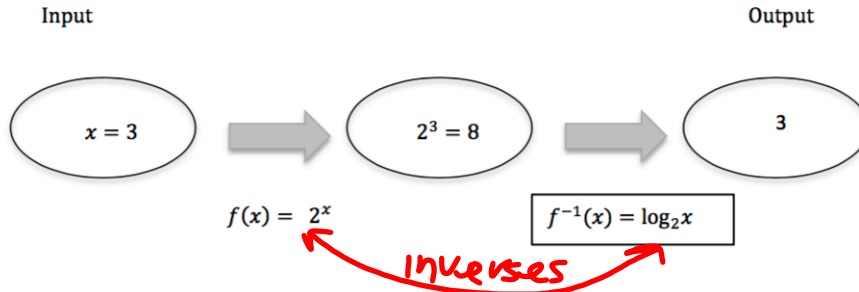 Input
Output
x = 3
2³ = 8
3
f(x) = 2ˣ
f⁻¹(x) = log₂x
Inverses